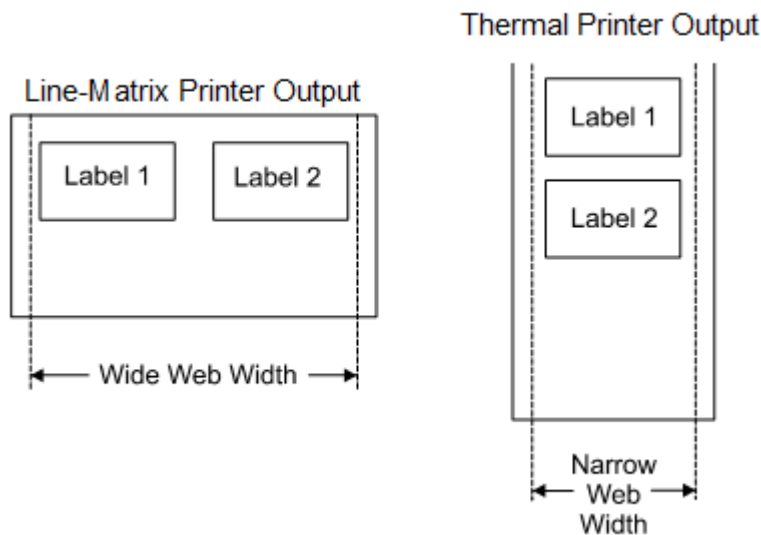 Line-Matrix Printer Output
Label 1
Label 2
Wide Web Width
Thermal Printer Output
Label 1
Label 2
Narrow
Web
Width